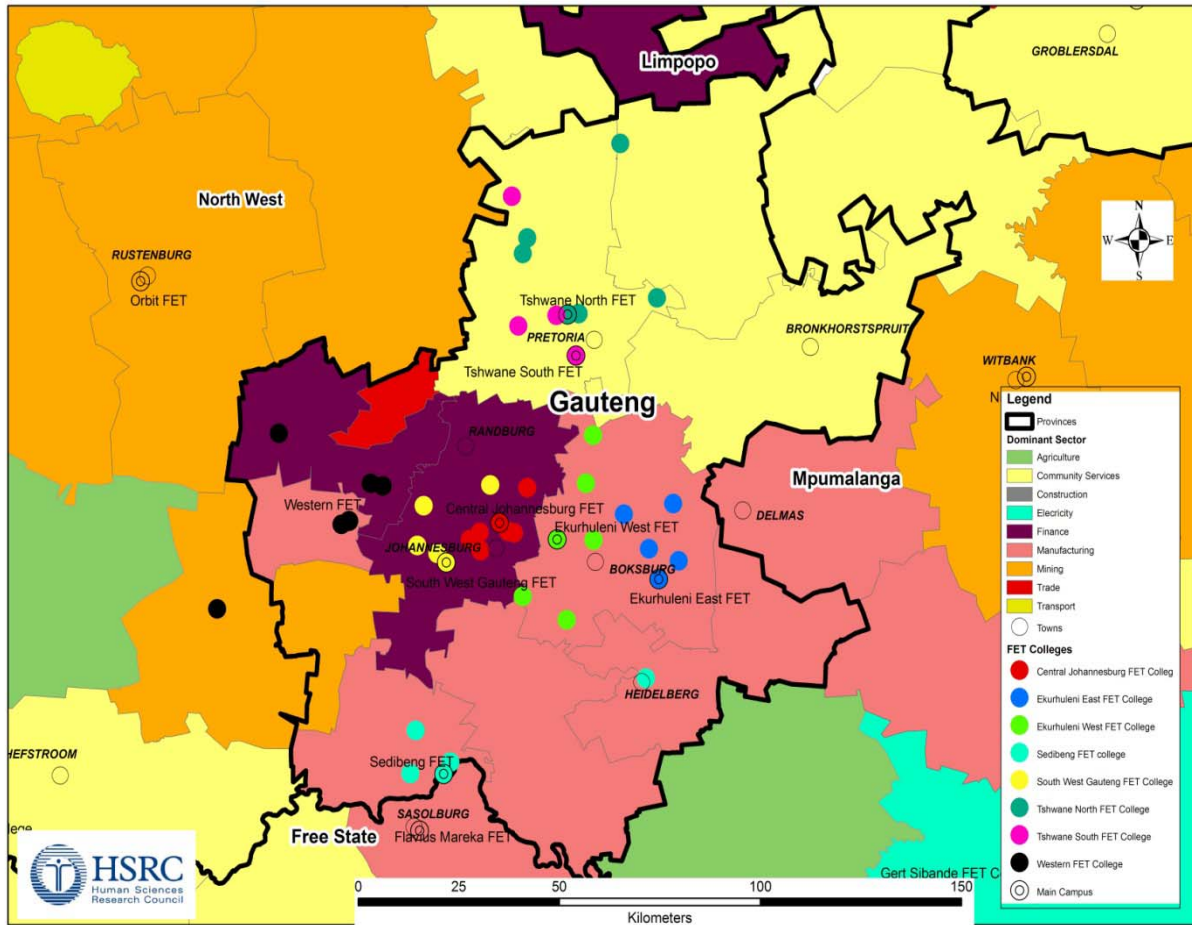 Limpopo
GROBLERSDAL
North West
N
W E
S
RUSTENBURG
Orbit FET
Tshwane North FET
PRETORIA
BRONKHORSTSPRUIT
WITBANK
N
Tshwane South FET
Gauteng
RANDBURG
Mpumalanga
Western FET
Central Johannesburg FET
DELMAS
Ekurhuleni West FET
JOHANNESBURG
BOKSBURG
South West Gauteng FET
Ekurhuleni East FET
HEIDELBERG
HEFSTROOM
Sedibeng FET
SASOLBURG
Flavius Mareka FET
Free State
lege
Gert Sibande FET C
Legend
Provinces
Dominant Sector
Agriculture
Community Services
Construction
Elecricity
Finance
Manufacturing
Mining
Trade
Transport
Towns
FET Colleges
Central Johannesburg FET Colleg
Ekurhuleni East FET College
Ekurhuleni West FET College
Sedibeng FET college
South West Gauteng FET College
Tshwane North FET College
Tshwane South FET College
Western FET College
Main Campus
HSRC
Human Sciences
Research Council
0 25 50 100 150
Kilometers